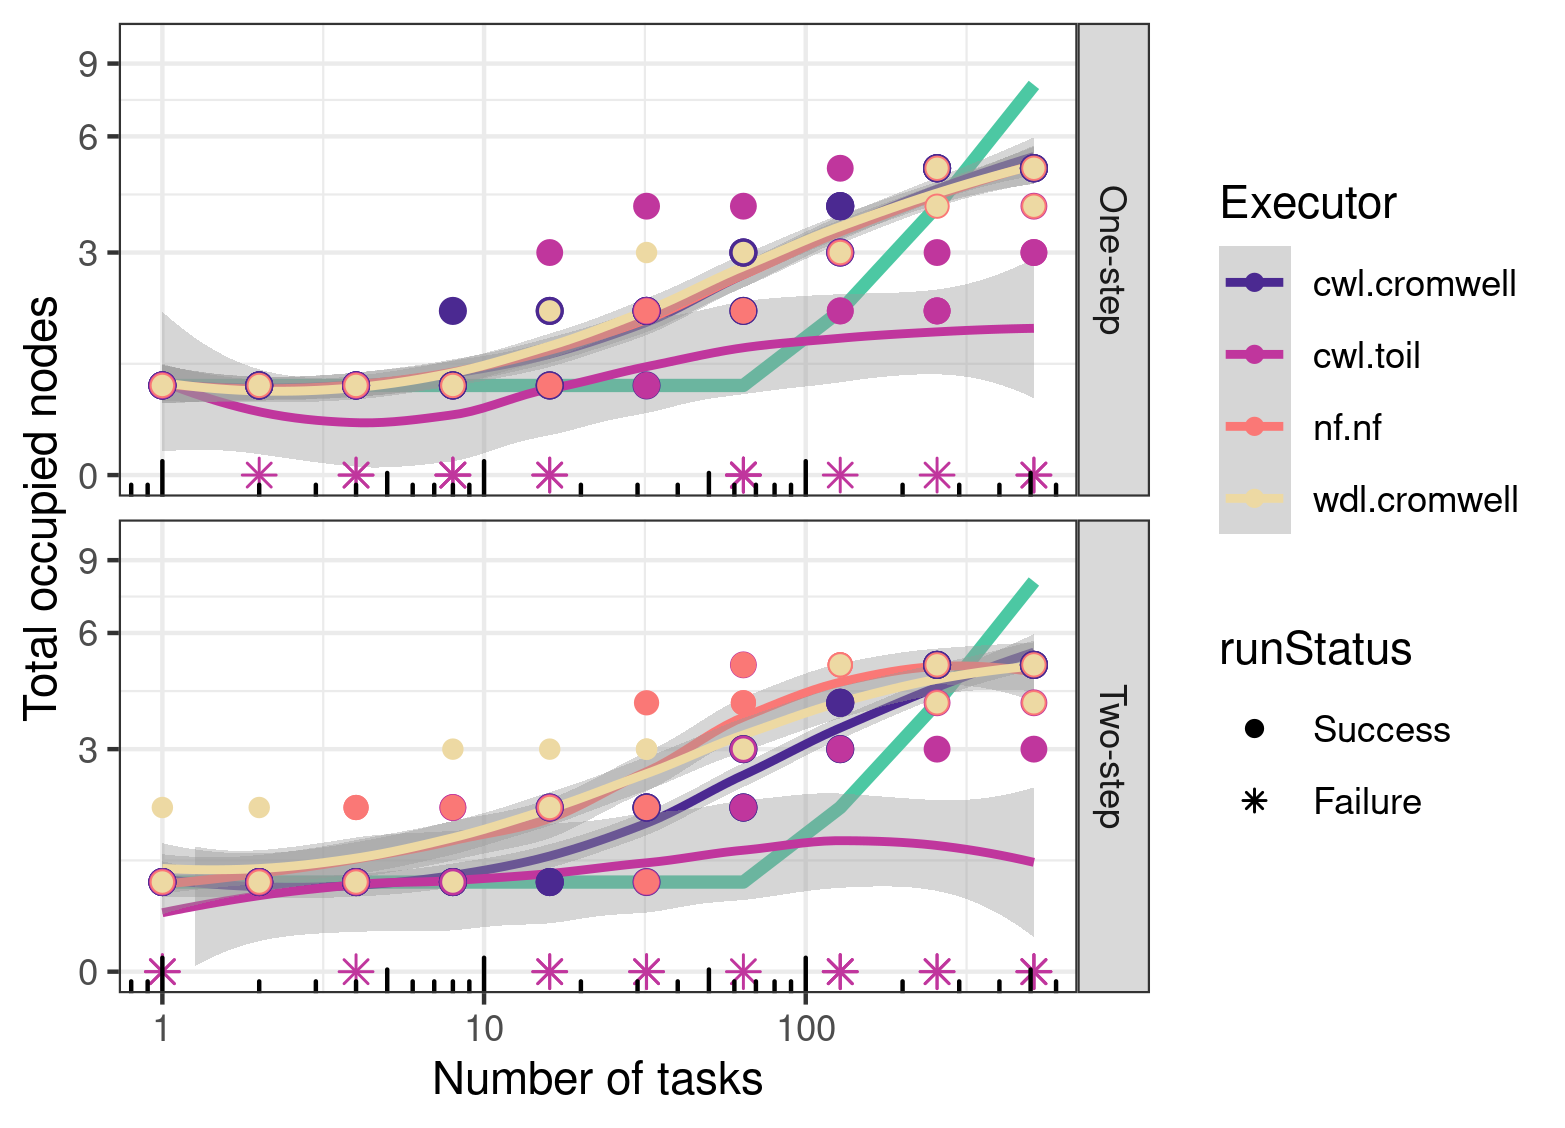 Total occupied nodes
9
6
3
0
One-step
9
6
3
0
Two-step
1 10 100
Number of tasks
Executor
cwl.cromwell
cwl.toil
nf.nf
wdl.cromwell
runStatus
Success
Failure